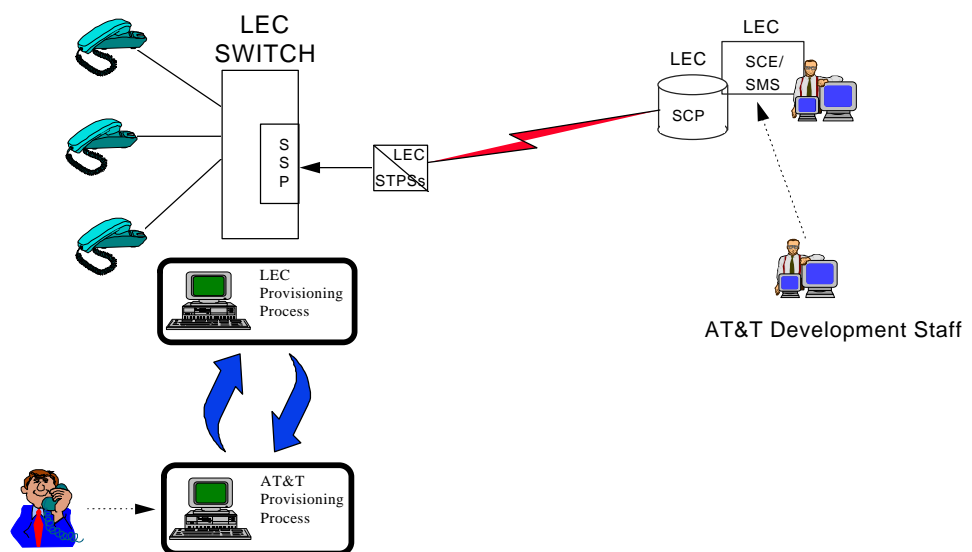 LEC
SWITCH
S
S
P
LEC
STPSs
LEC
SCP
LEC
SCE/
SMS
AT&T Development Staff
LEC
Provisioning
Process
AT&T
Provisioning
Process